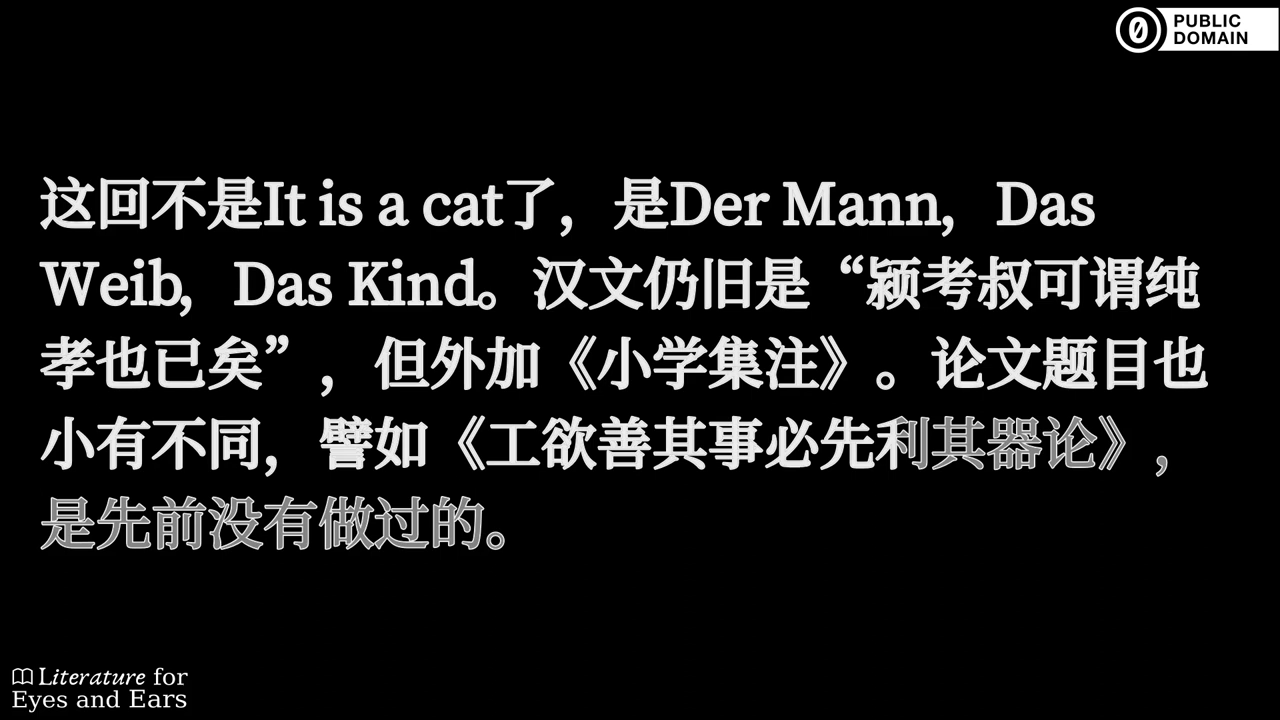 PUBLIC
DOMAIN
这回不是It is a cat了，是Der Mann，Das
Weib，Das Kind。汉文仍旧是“颍考叔可谓纯
孝也已矣”，但外加《小学集注》。论文题目也
小有不同，譬如《工欲善其事必先利其器论》，
是先前没有做过的。
Literature for
Eyes and Ears